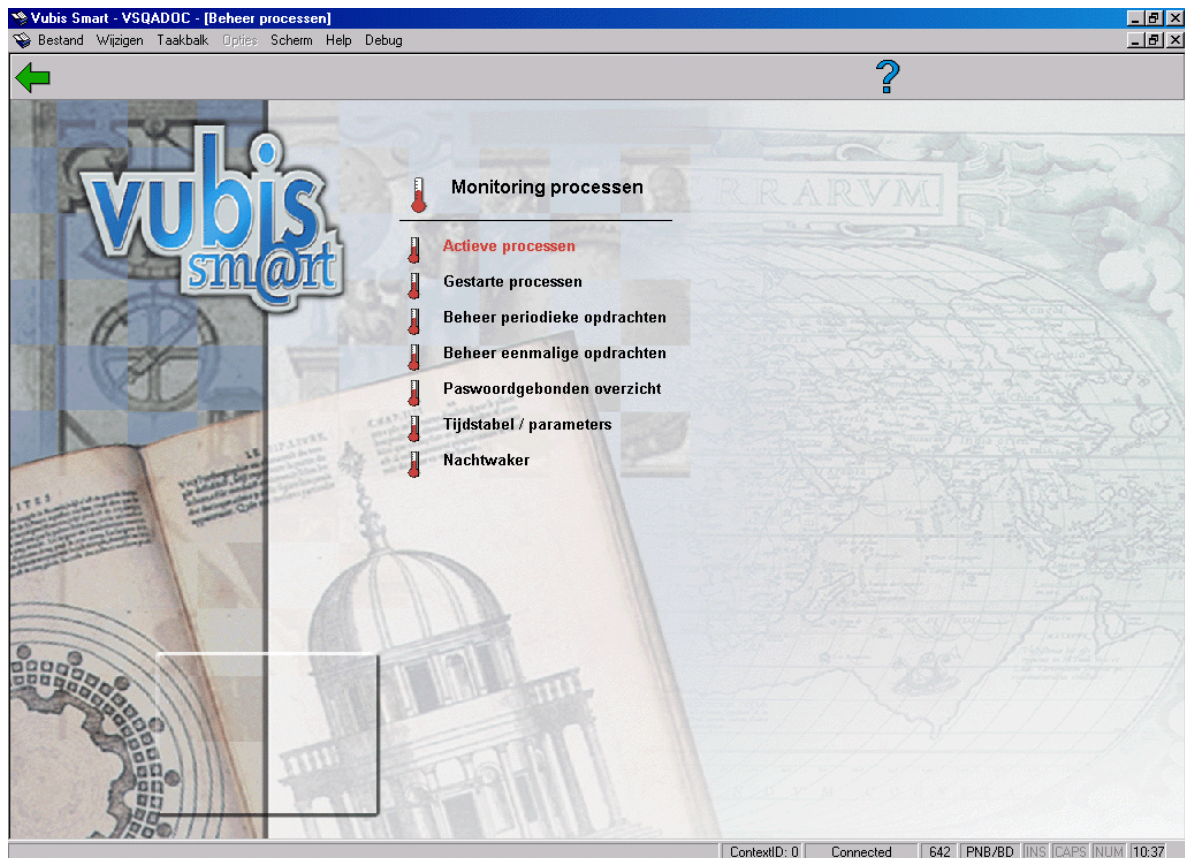 Vubis Smart - VSQADOC - [Beheer processen]
Bestand Wijzigen Taakbalk Opties Scherm Help Debug
?
vubis
sm@rt
Monitoring processen
Actieve processen
Gestarte processen
Beheer periodieke opdrachten
Beheer eenmalige opdrachten
Paswoordgebonden overzicht
Tijdstabel / parameters
Nachtwaker
ContextID: 0 Connected 642 PNB/BD INS CAPS NUM 10:37